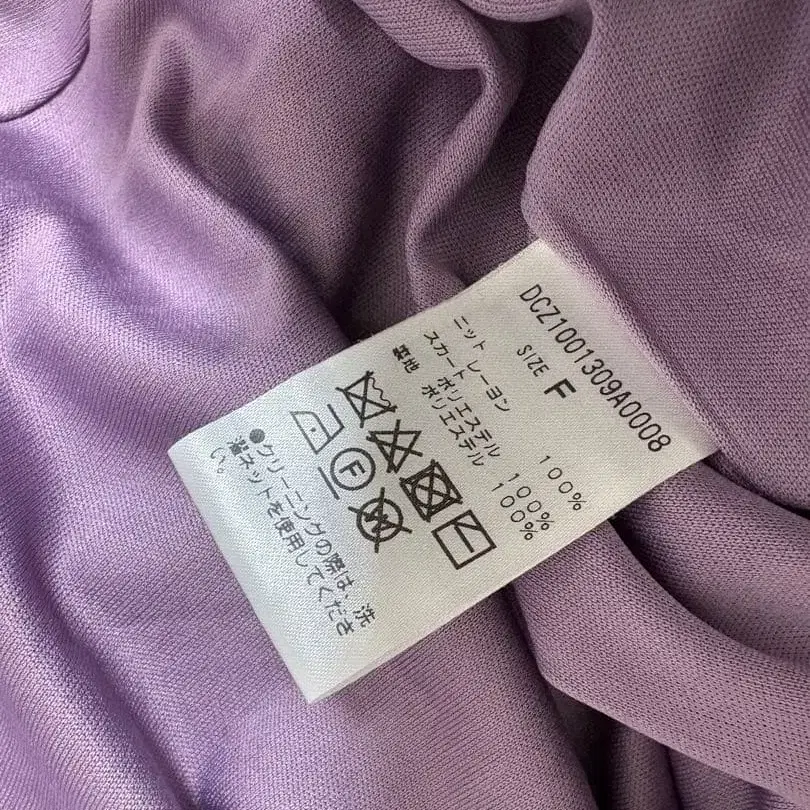 DCZ1001309A0008
SIZE F
ニット レーヨン 100%
スカート ポリエステル 100%
裏地 ポリエステル 100%
F
W
●クリーニングの際は、洗
濯ネットを使用してくださ
い。